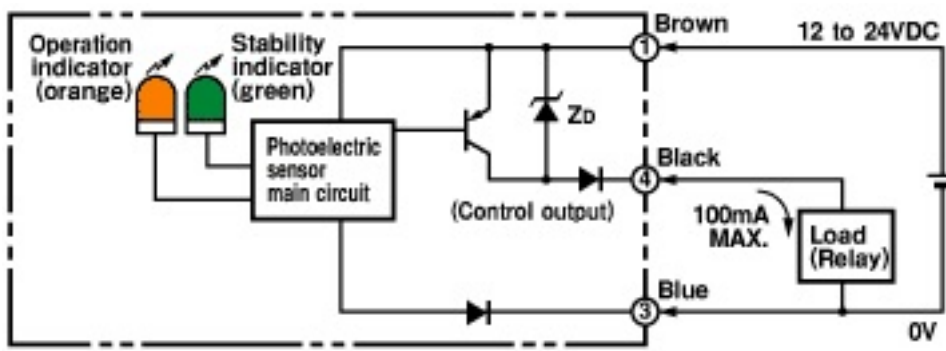 Operation
indicator
(orange)
Stability
indicator
(green)
Photoelectric
sensor
main circuit
ZD
(Control output)
1
Brown
12 to 24VDC
4
Black
100mA
MAX.
Load
(Relay)
3
Blue
0V